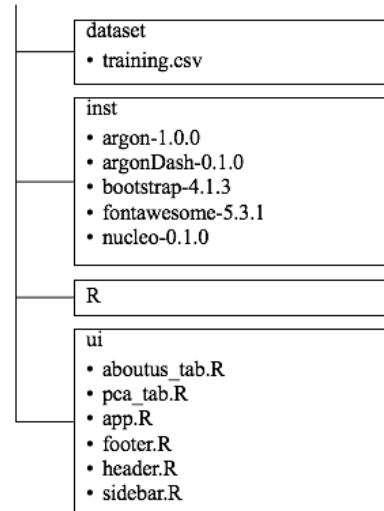 dataset
• training.csv
inst
• argon-1.0.0
• argonDash-0.1.0
• bootstrap-4.1.3
• fontawesome-5.3.1
• nucleo-0.1.0
R
ui
• aboutus_tab.R
• pca_tab.R
• app.R
• footer.R
• header.R
• sidebar.R